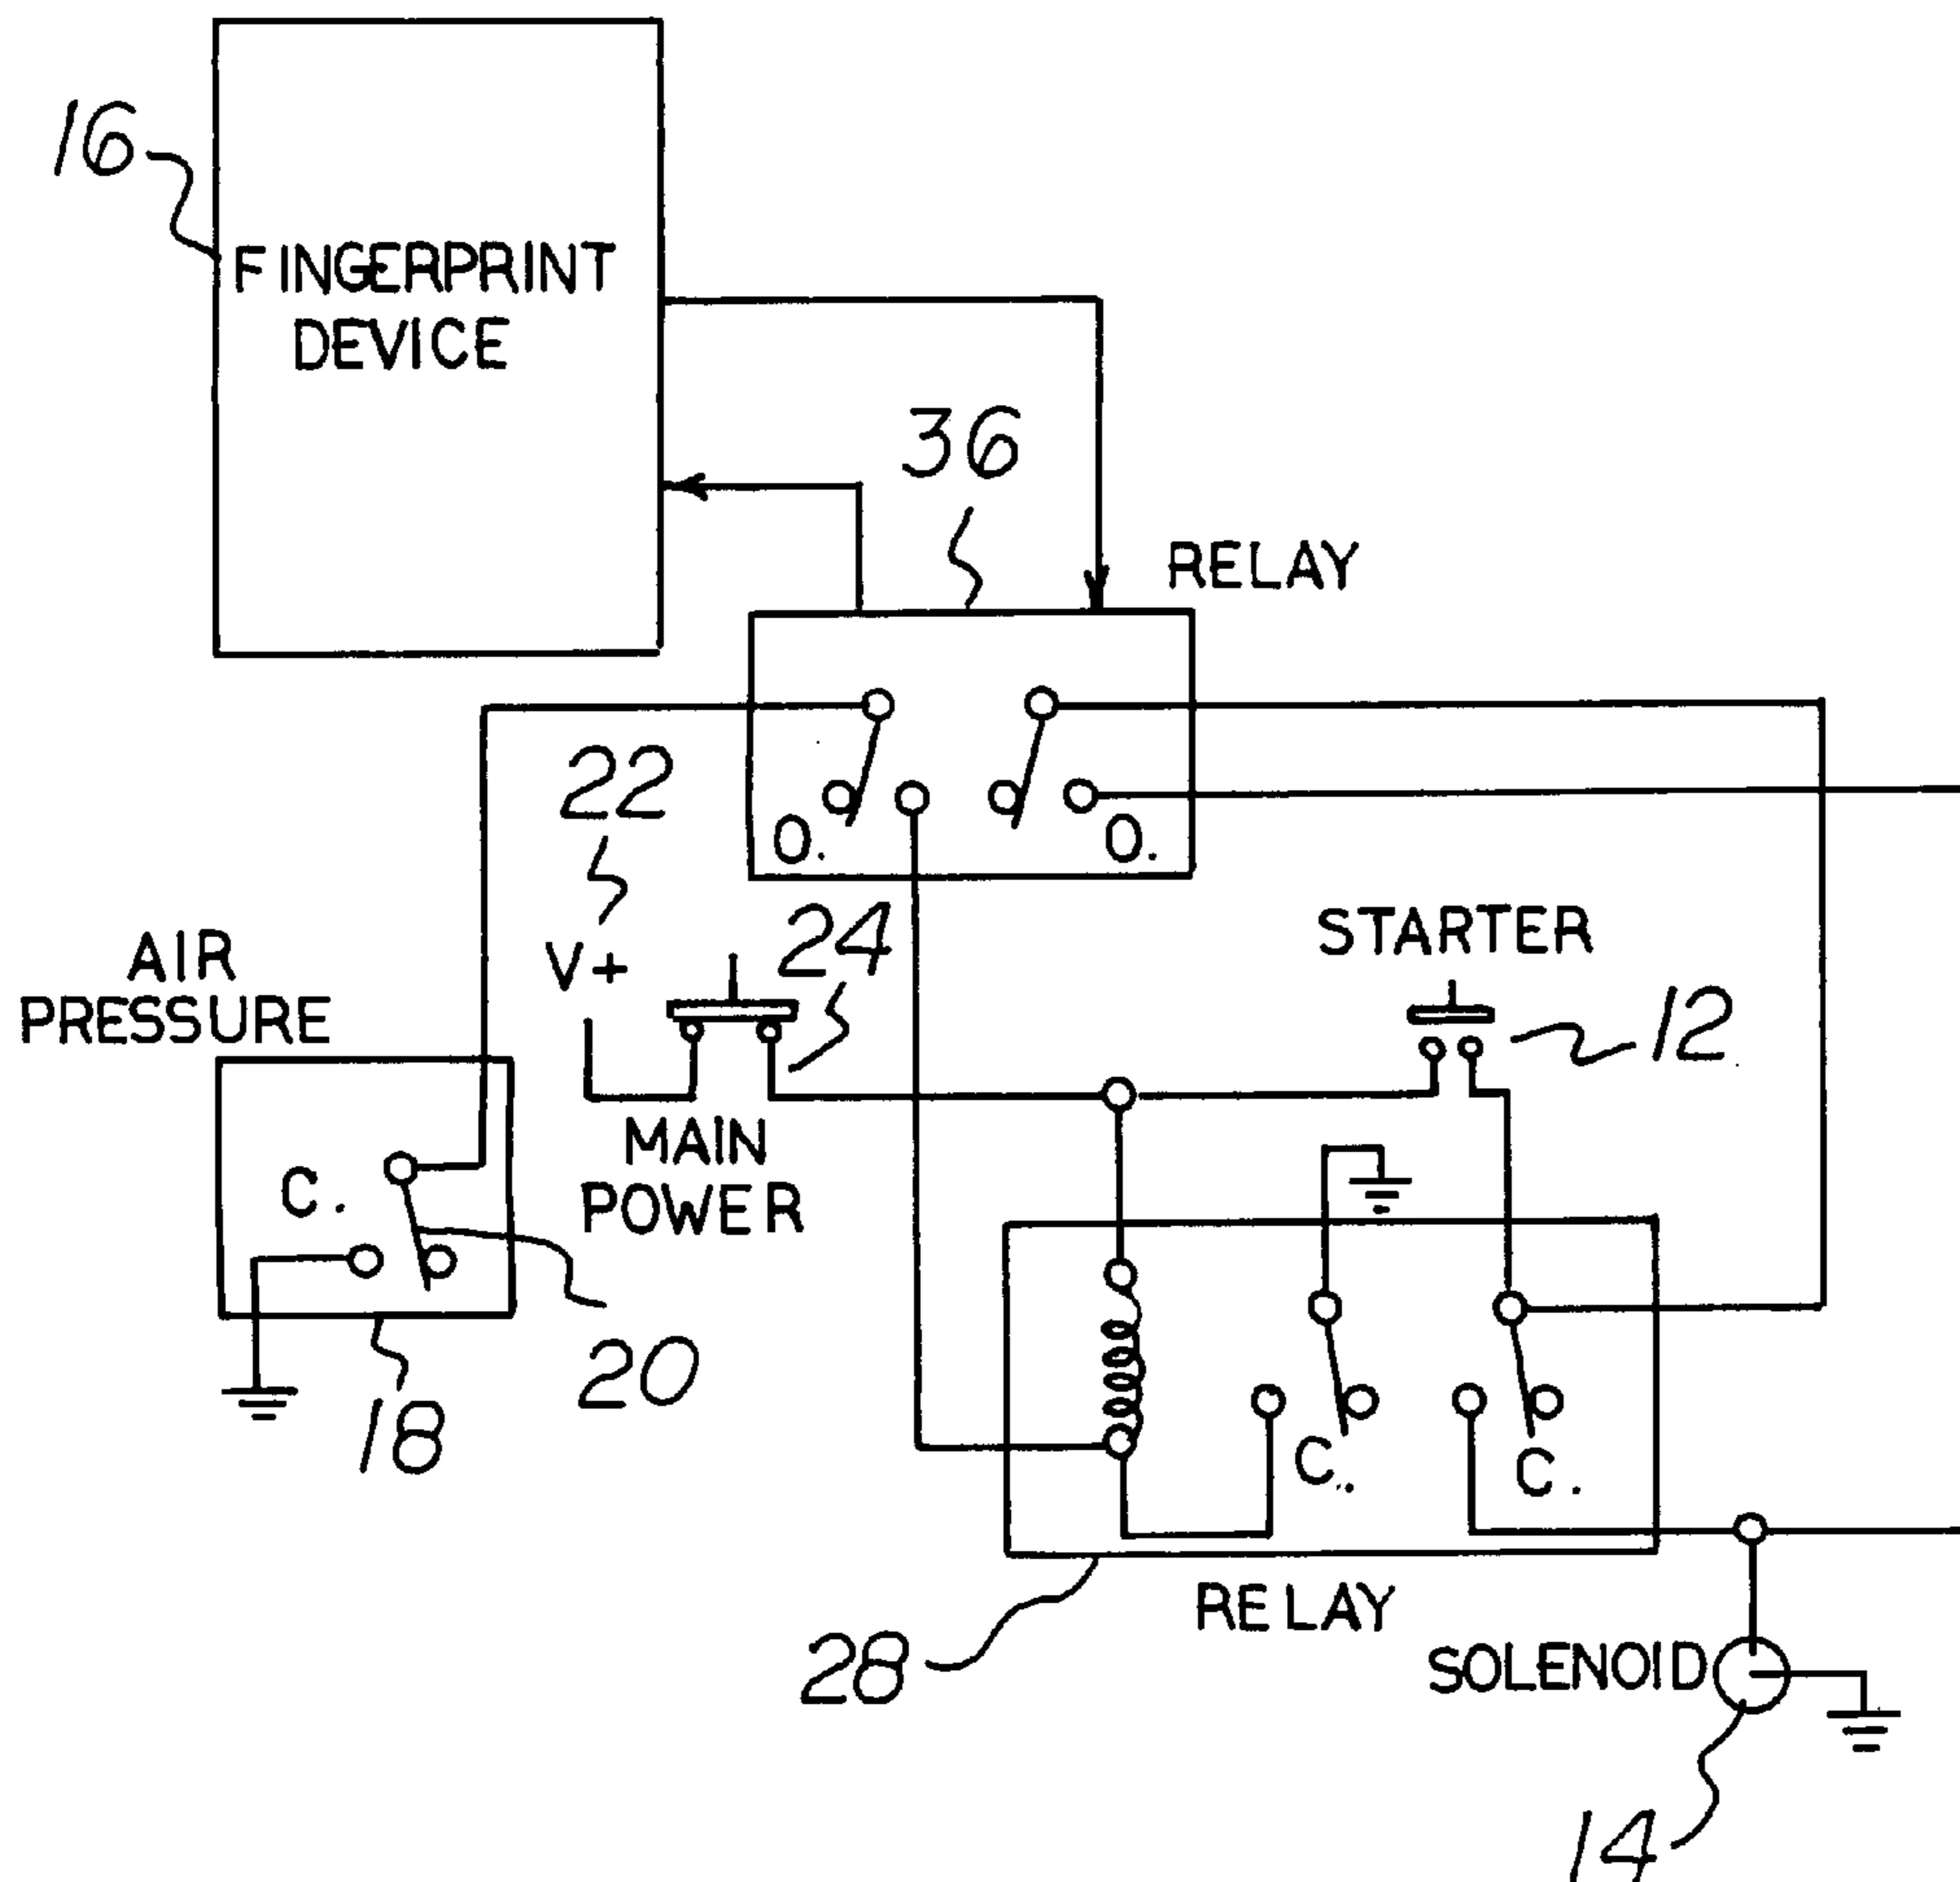 16
FINGERPRINT
DEVICE
36
RELAY
22
O.
O.
24
V+
STARTER
12
AIR
PRESSURE
MAIN
POWER
C.
20
18
C.
C.
RELAY
28
SOLENOID
14